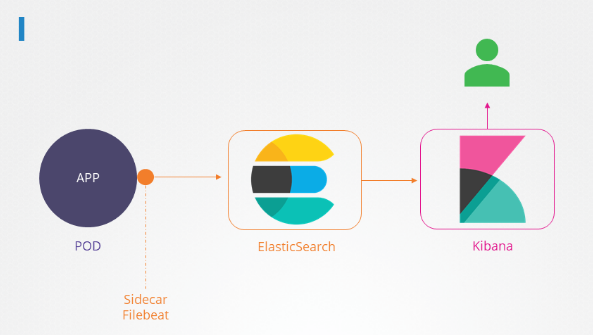 APP
POD
ElasticSearch
Kibana
Sidecar
Filebeat